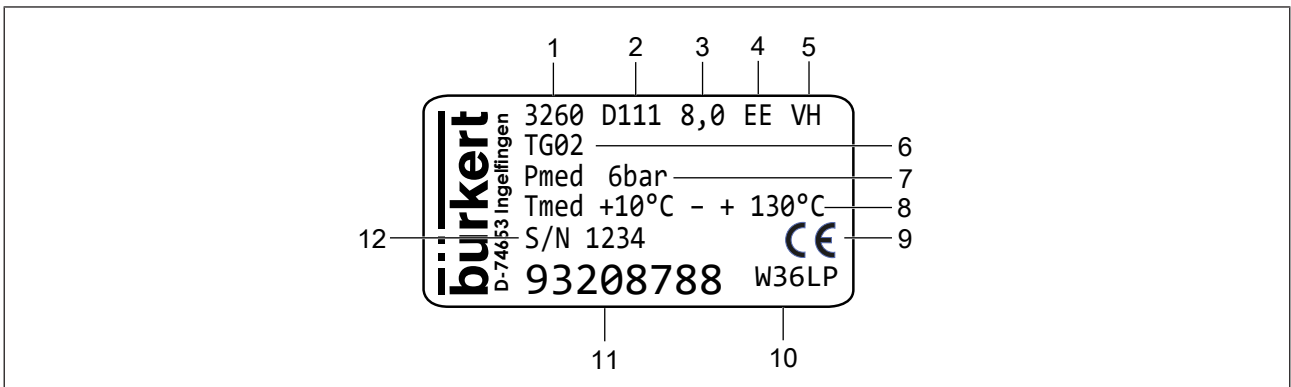 1 2 3 4 5
burkert
D-74653 Ingelfingen
3260 D111 8,0 EE VH
TG02 6
Pmed 6bar 7
Tmed +10°C – + 130°C 8
12 S/N 1234 CE 9
93208788 W36LP
11 10